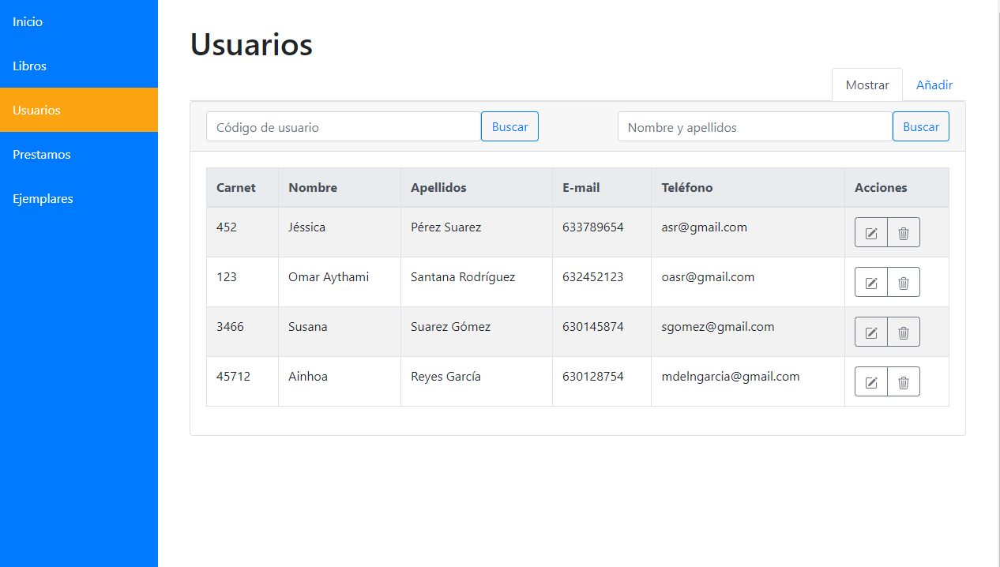 Inicio
Libros
Usuarios
Prestamos
Ejemplares
Usuarios
Mostrar Añadir
Código de usuario Buscar Nombre y apellidos Buscar
Carnet Nombre Apellidos E-mail Teléfono Acciones
452 Jéssica Pérez Suarez 633789654 asr@gmail.com
123 Omar Aythami Santana Rodríguez 632452123 oasr@gmail.com
3466 Susana Suarez Gómez 630145874 sgomez@gmail.com
45712 Ainhoa Reyes García 630128754 mdelngarcia@gmail.com